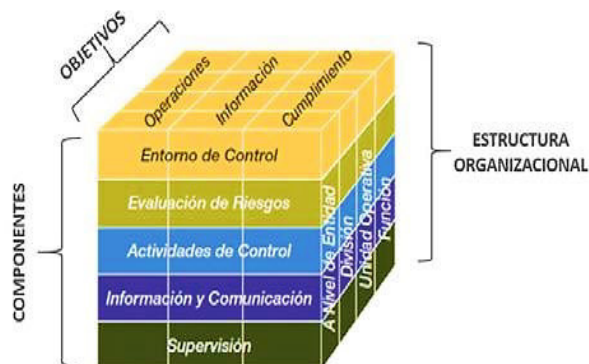 OBJETIVOS
Operaciones
Información
Cumplimiento
COMPONENTES
Entorno de Control
Evaluación de Riesgos
Actividades de Control
Información y Comunicación
Supervisión
A Nivel de Entidad
División
Unidad Operativa
Función
ESTRUCTURA
ORGANIZACIONAL